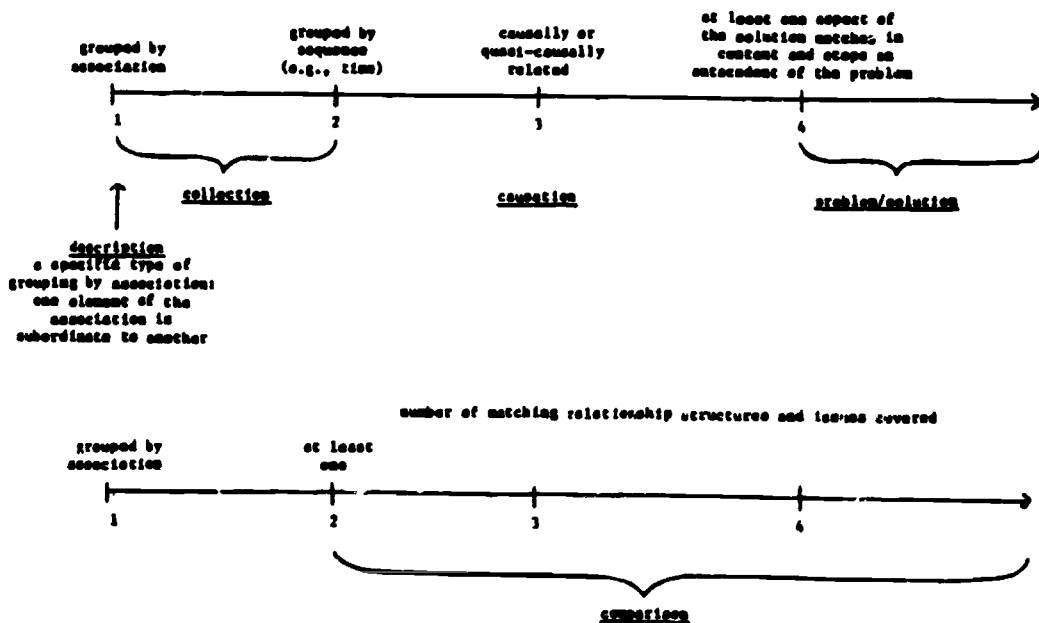 grouped by
association
grouped by
sequence
(e.g., time)
causally or
quasi-causally
related
at least one aspect of
the solution matches in
content and stops an
antecedent of the problem
1
2
3
4
collection
causation
problem/solution
description
a specific type of
grouping by association:
one element of the
association is
subordinate to another
number of matching relationship structures and issues covered
grouped by
association
at least
one
1
2
3
4
comparison